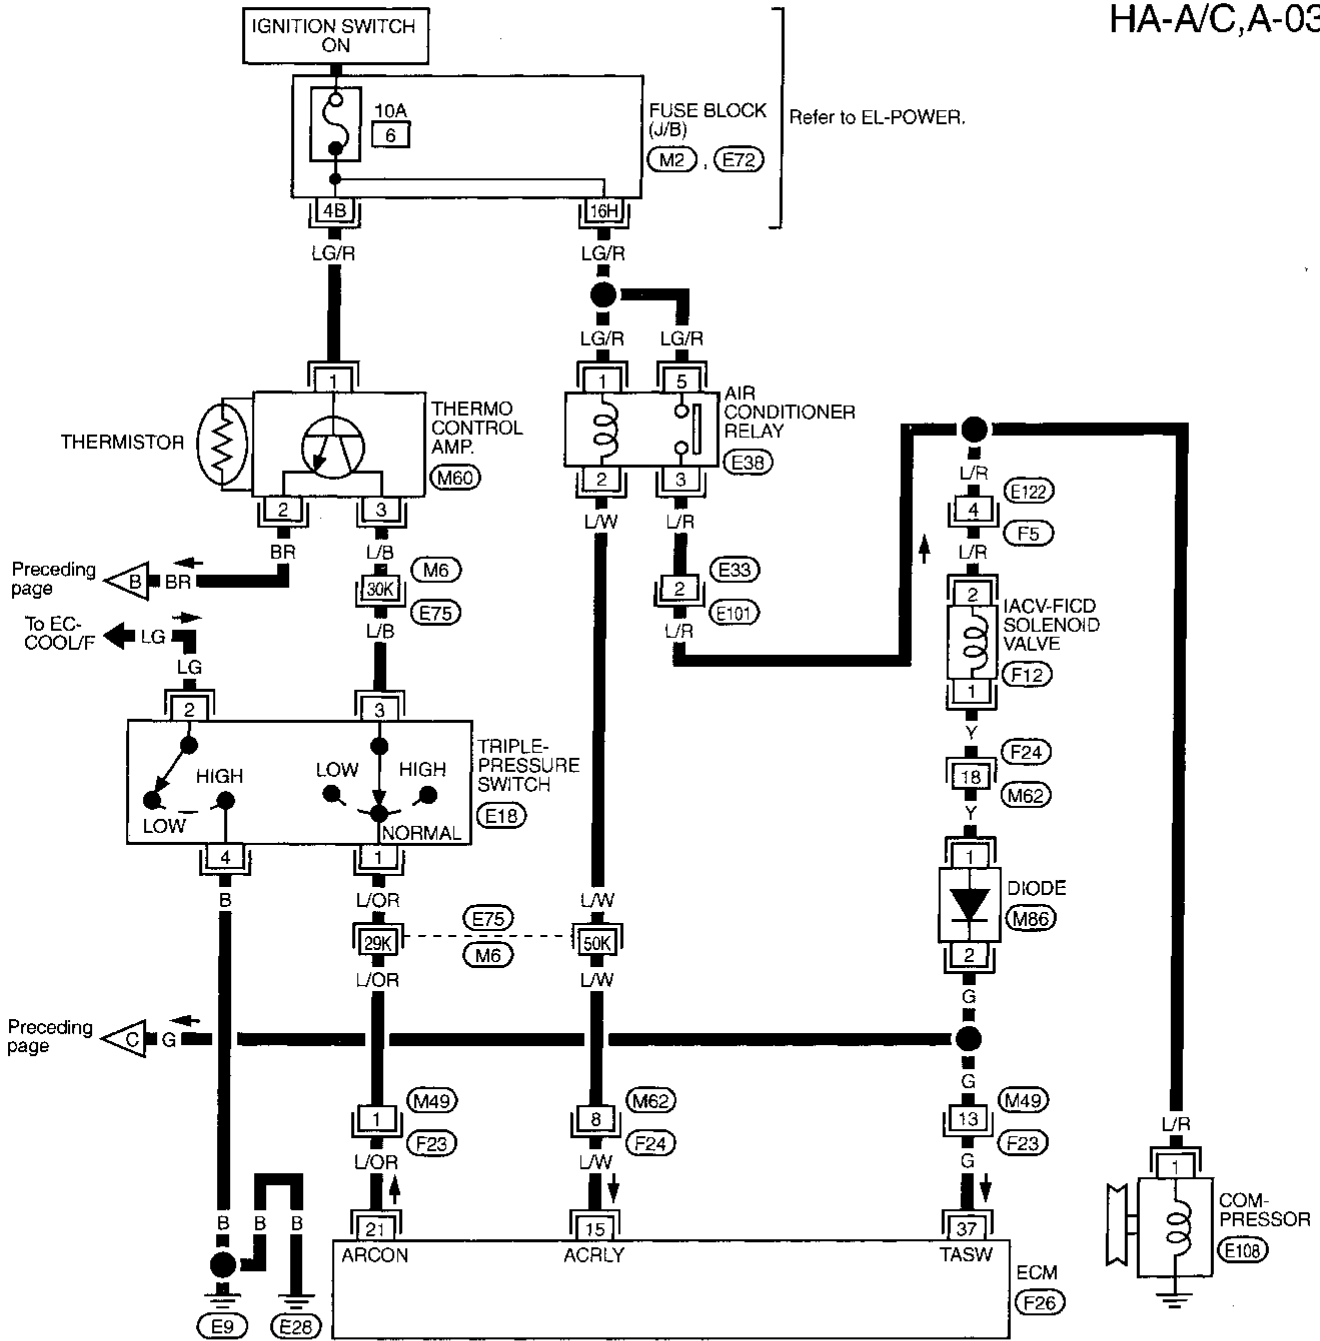 HA-A/C,A-03
IGNITION SWITCH
ON
10A
6
FUSE BLOCK
(J/B)
M2 , E72
Refer to EL-POWER.
4B
16H
LG/R
LG/R
LG/R
LG/R
1
1
5
THERMISTOR
THERMO
CONTROL
AMP.
M60
AIR
CONDITIONER
RELAY
E38
2
3
2
3
BR
L/B
L/W
L/R
L/R
4
E122
F5
L/R
Preceding
page
B
BR
30K
M6
E75
L/B
2
E33
E101
L/R
2
IACV-FICD
SOLENOID
VALVE
F12
1
To EC-
COOL/F
LG
LG
2
3
Y
18
F24
M62
Y
HIGH
LOW
LOW
HIGH
NORMAL
TRIPLE-
PRESSURE
SWITCH
E18
4
1
1
DIODE
M86
2
B
L/OR
L/W
29K
E75
M6
50K
L/OR
L/W
G
Preceding
page
C
G
G
1
M49
F23
8
M62
F24
13
M49
F23
L/OR
L/W
G
L/R
1
COM-
PRESSOR
E108
B
B
B
21
15
37
ARCON
ACRLY
TASW
ECM
F26
E9
E28